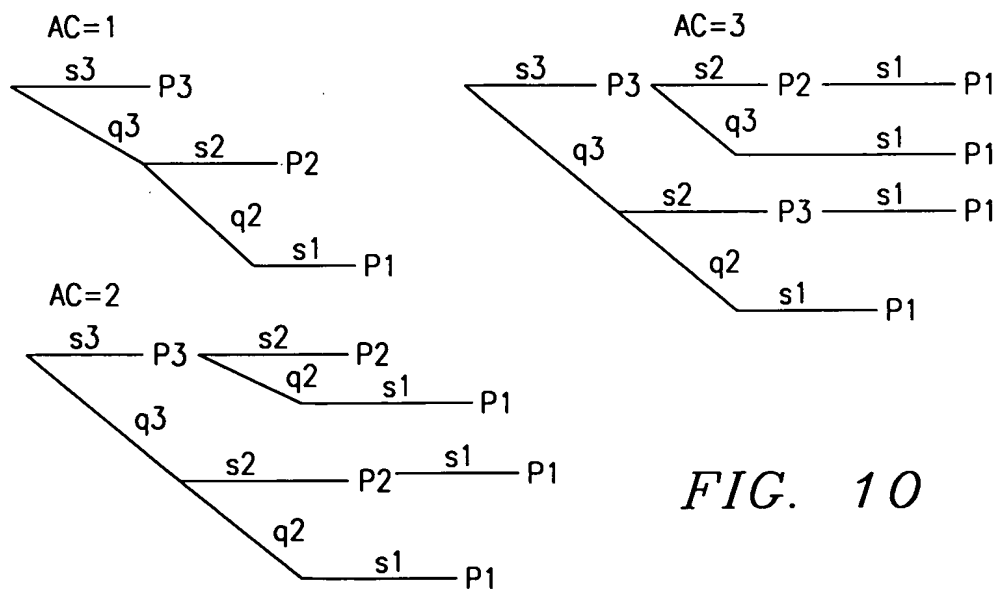 AC=1
s3 P3
q3
s2 P2
q2
s1 P1
AC=3
s3 P3 s2 P2 s1 P1
q3
s1 P1
q3
s2 P3 s1 P1
q2
s1 P1
AC=2
s3 P3 s2 P2
q2 s1 P1
q3
s2 P2 s1 P1
q2
s1 P1
FIG. 10